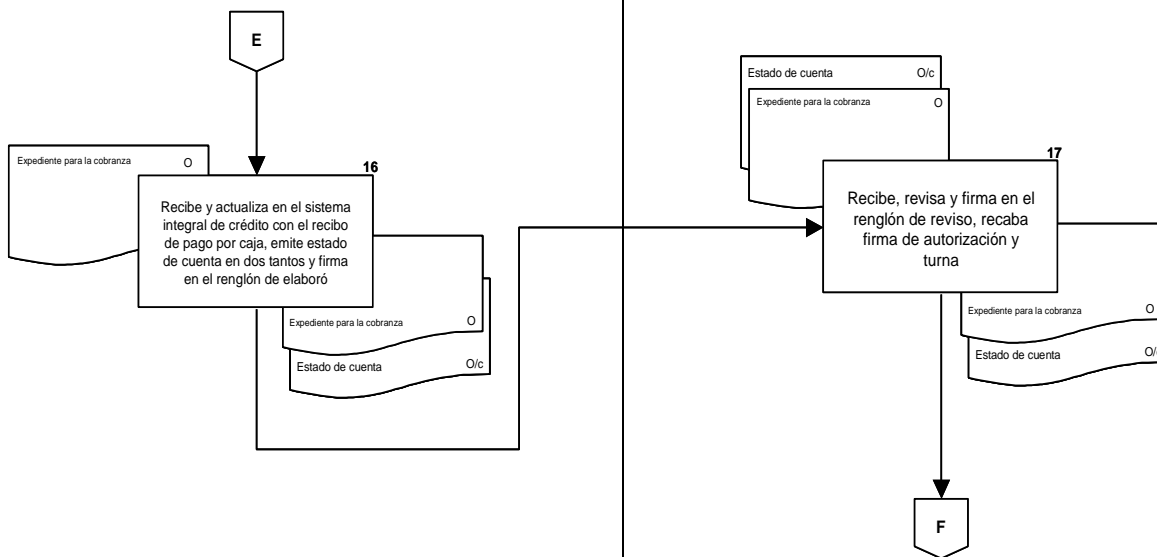 E
Expediente para la cobranza O
16
Recibe y actualiza en el sistema
integral de crédito con el recibo
de pago por caja, emite estado
de cuenta en dos tantos y firma
en el renglón de elaboró
Expediente para la cobranza O
Estado de cuenta O/c
Estado de cuenta O/c
Expediente para la cobranza O
17
Recibe, revisa y firma en el
renglón de reviso, recaba
firma de autorización y
turna
Expediente para la cobranza O
Estado de cuenta O/c
F